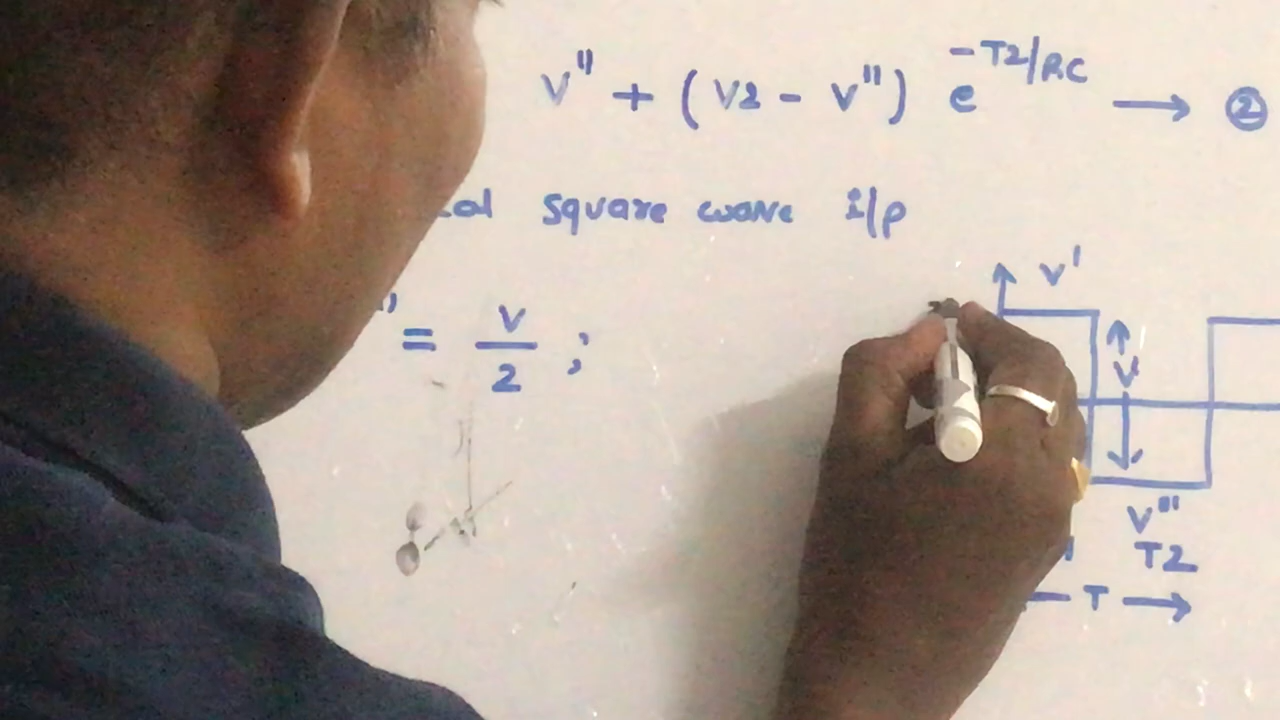 V" + (V2 - V") e^-T2/RC → ②
square wave i/p
= V/2 ;
V'
V
V"
T2
T